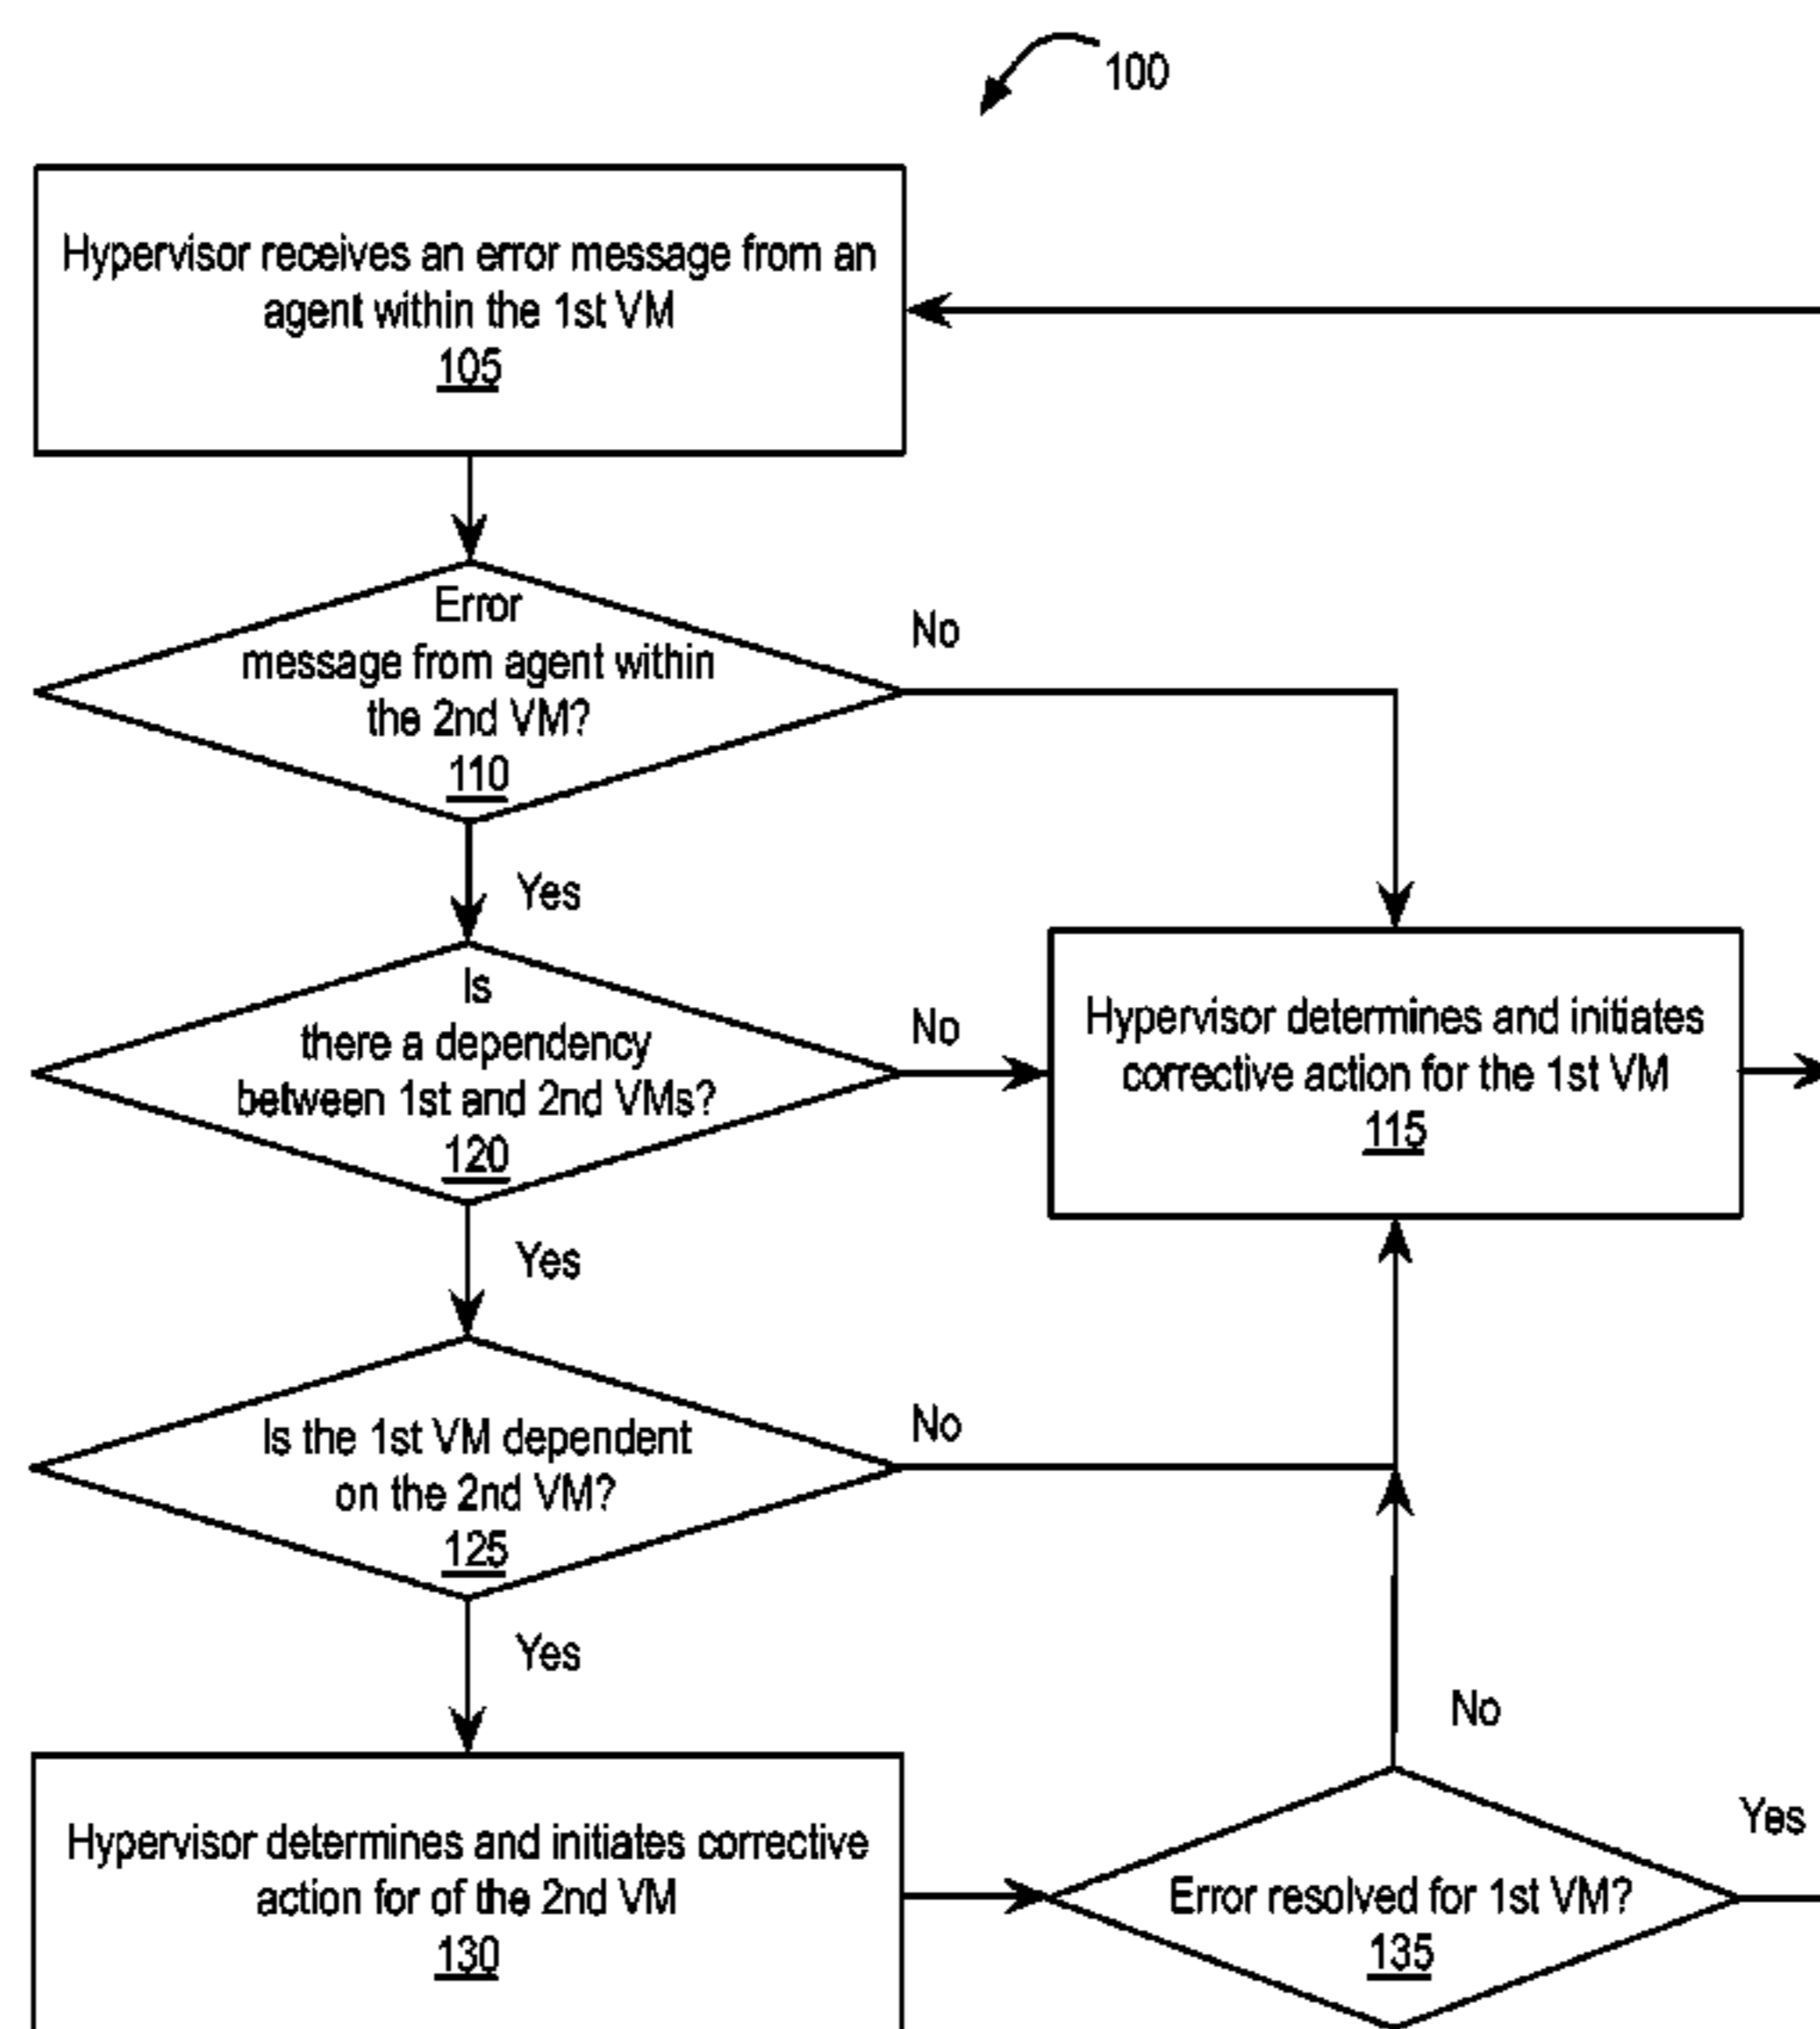 100
Hypervisor receives an error message from an
agent within the 1st VM
105
Error
message from agent within
the 2nd VM?
110
No
Yes
Is
there a dependency
between 1st and 2nd VMs?
120
No
Hypervisor determines and initiates
corrective action for the 1st VM
115
Yes
Is the 1st VM dependent
on the 2nd VM?
125
No
Yes
Hypervisor determines and initiates corrective
action for of the 2nd VM
130
No
Error resolved for 1st VM?
135
Yes